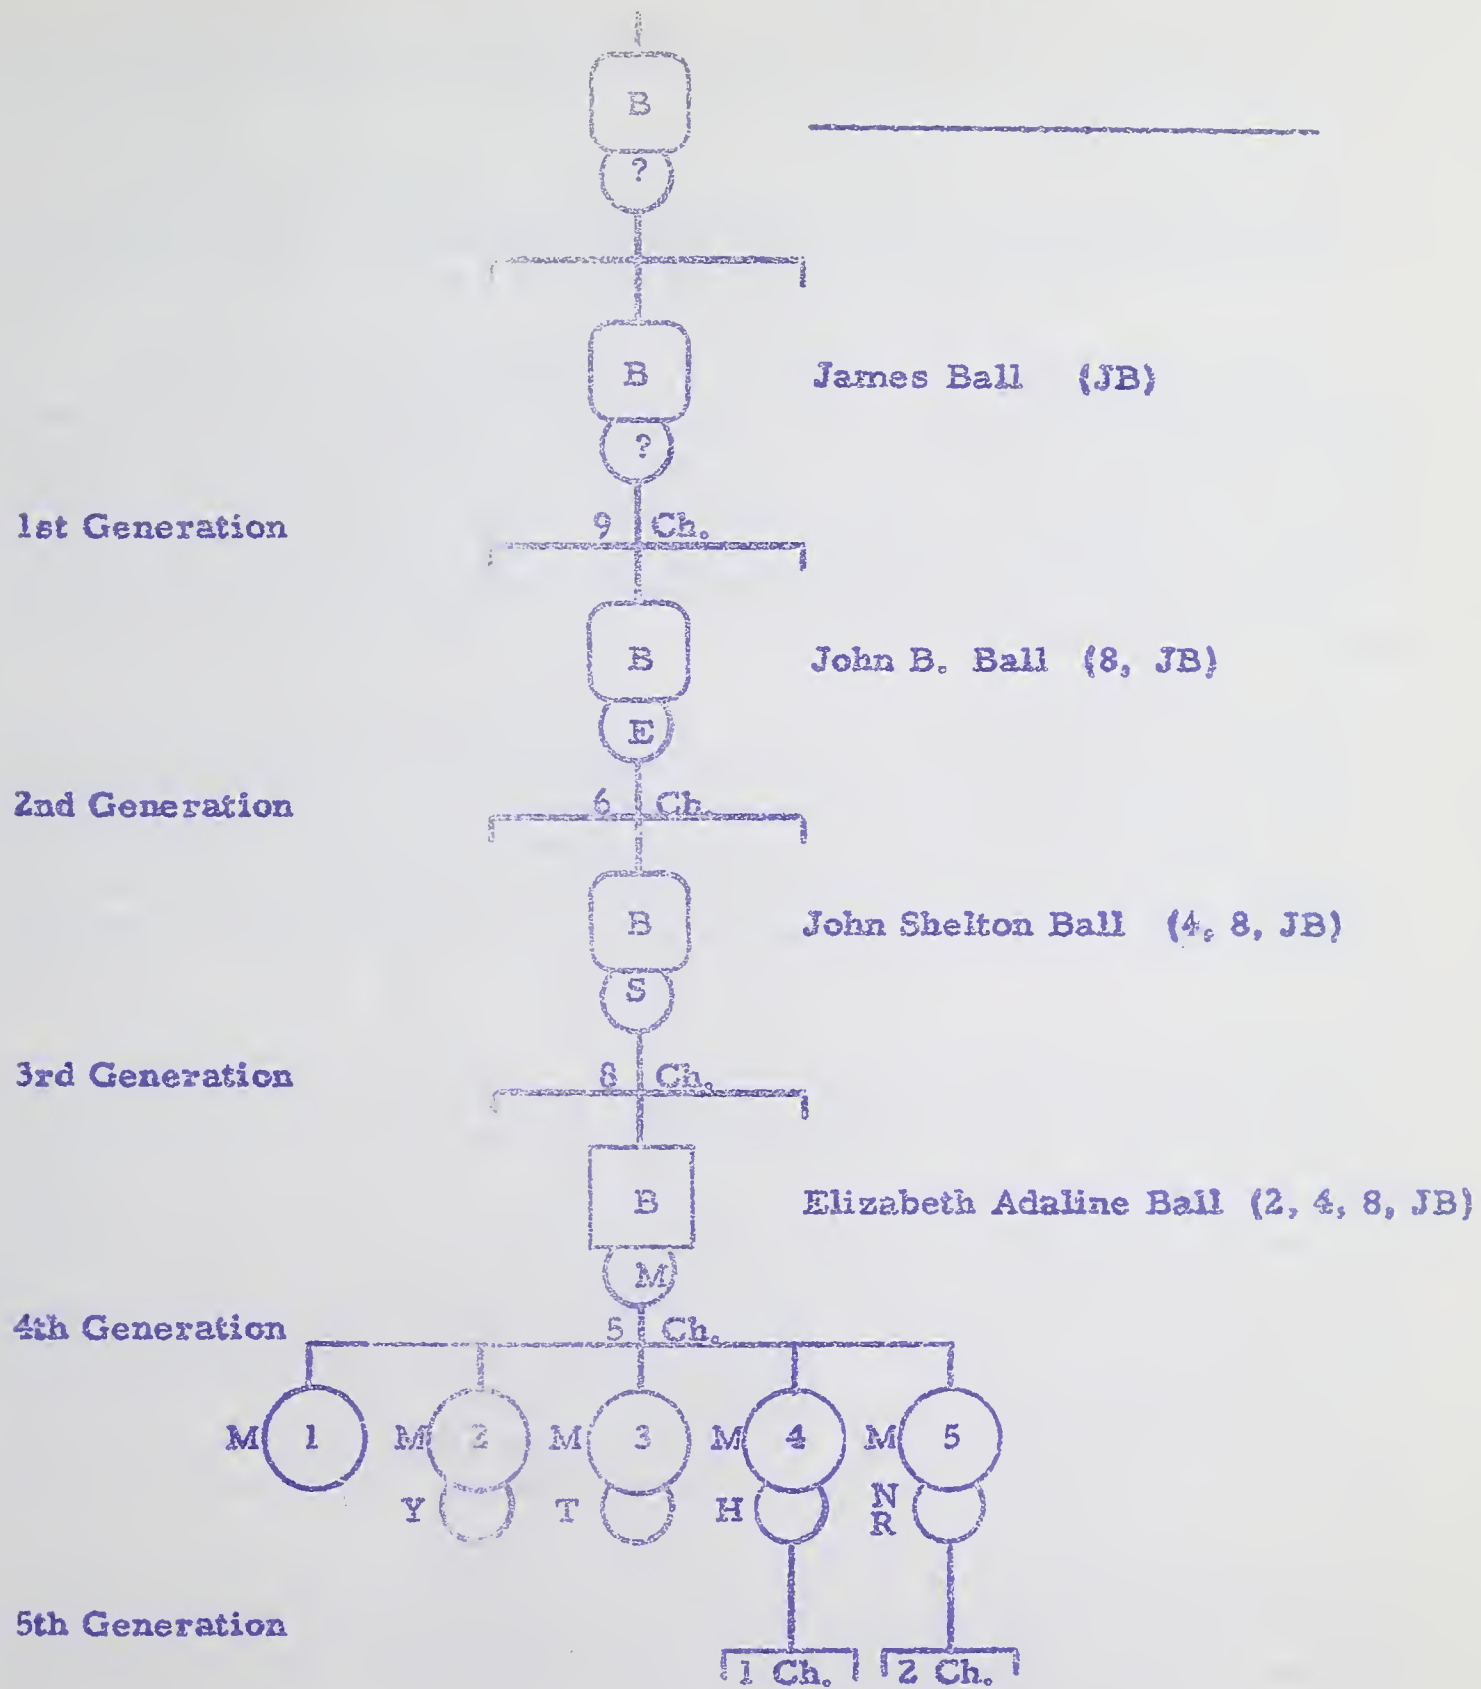 B
?
B
James Ball (JB)
?
1st Generation
9 Ch.
B
John B. Ball (8, JB)
E
2nd Generation
6 Ch.
B
John Shelton Ball (4, 8, JB)
S
3rd Generation
8 Ch.
B
Elizabeth Adaline Ball (2, 4, 8, JB)
M
4th Generation
5 Ch.
M 1 M 2 M 3 M 4 M 5
Y T H N
R
5th Generation
1 Ch. 2 Ch.